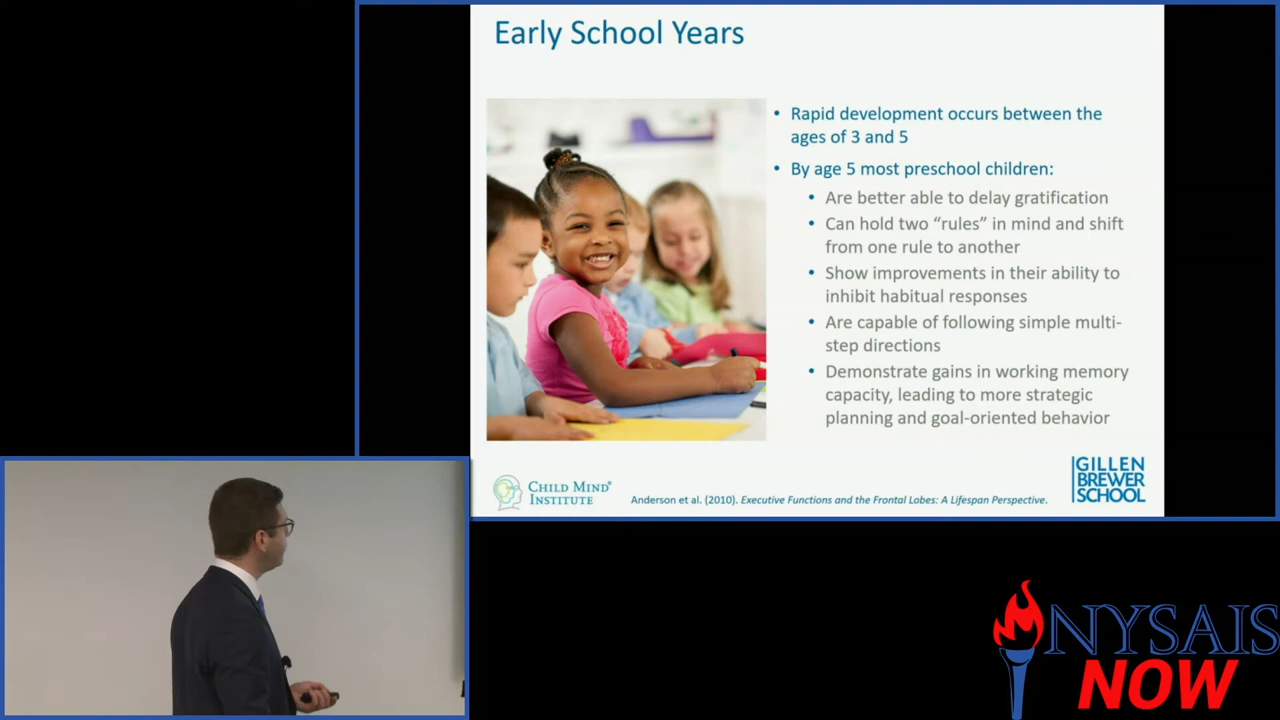 Early School Years
• Rapid development occurs between the
ages of 3 and 5
• By age 5 most preschool children:
• Are better able to delay gratification
• Can hold two “rules” in mind and shift
from one rule to another
• Show improvements in their ability to
inhibit habitual responses
• Are capable of following simple multi-
step directions
• Demonstrate gains in working memory
capacity, leading to more strategic
planning and goal-oriented behavior
CHILD MIND®
INSTITUTE
Anderson et al. (2010). Executive Functions and the Frontal Lobes: A Lifespan Perspective.
GILLEN
BREWER
SCHOOL
NYSAIS
NOW